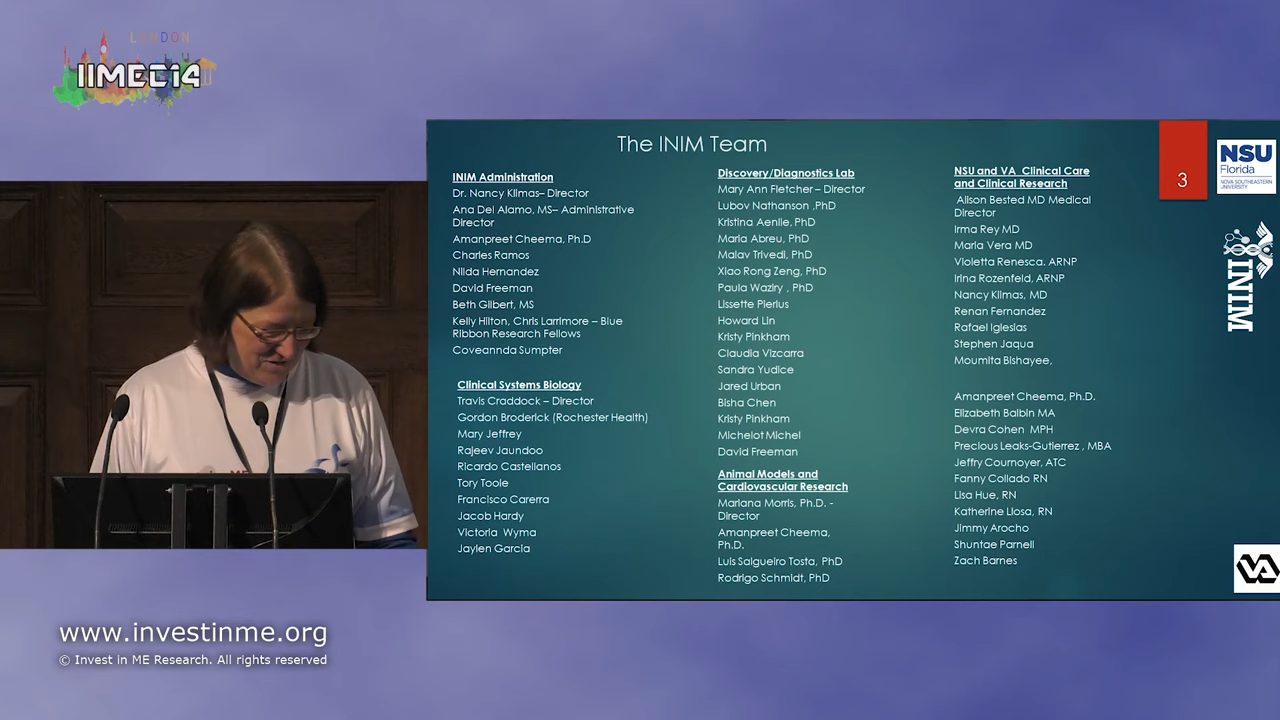 LONDON
IIMEC14
The INIM Team
3
NSU
Florida
NOVA SOUTHEASTERN
UNIVERSITY
INIM
VA
INIM Administration
Dr. Nancy Klimas– Director
Ana Del Alamo, MS– Administrative
Director
Amanpreet Cheema, Ph.D
Charles Ramos
Nilda Hernandez
David Freeman
Beth Gilbert, MS
Kelly Hilton, Chris Larrimore – Blue
Ribbon Research Fellows
Coveannda Sumpter
Clinical Systems Biology
Travis Craddock – Director
Gordon Broderick (Rochester Health)
Mary Jeffrey
Rajeev Jaundoo
Ricardo Castellanos
Tory Toole
Francisco Carerra
Jacob Hardy
Victoria Wyma
Jaylen Garcia
Discovery/Diagnostics Lab
Mary Ann Fletcher – Director
Lubov Nathanson ,PhD
Kristina Aenlle, PhD
Maria Abreu, PhD
Malav Trivedi, PhD
Xiao Rong Zeng, PhD
Paula Waziry , PhD
Lissette Pierius
Howard Lin
Kristy Pinkham
Claudia Vizcarra
Sandra Yudice
Jared Urban
Bisha Chen
Kristy Pinkham
Michelot Michel
David Freeman
Animal Models and
Cardiovascular Research
Mariana Morris, Ph.D. -
Director
Amanpreet Cheema,
Ph.D.
Luis Salgueiro Tosta, PhD
Rodrigo Schmidt, PhD
NSU and VA Clinical Care
and Clinical Research
Alison Bested MD Medical
Director
Irma Rey MD
Maria Vera MD
Violetta Renesca. ARNP
Irina Rozenfeld, ARNP
Nancy Klimas, MD
Renan Fernandez
Rafael Iglesias
Stephen Jaqua
Moumita Bishayee,
Amanpreet Cheema, Ph.D.
Elizabeth Balbin MA
Devra Cohen MPH
Precious Leaks-Gutierrez , MBA
Jeffry Cournoyer, ATC
Fanny Collado RN
Lisa Hue, RN
Katherine Llosa, RN
Jimmy Arocho
Shuntae Parnell
Zach Barnes
www.investinme.org
© Invest in ME Research. All rights reserved